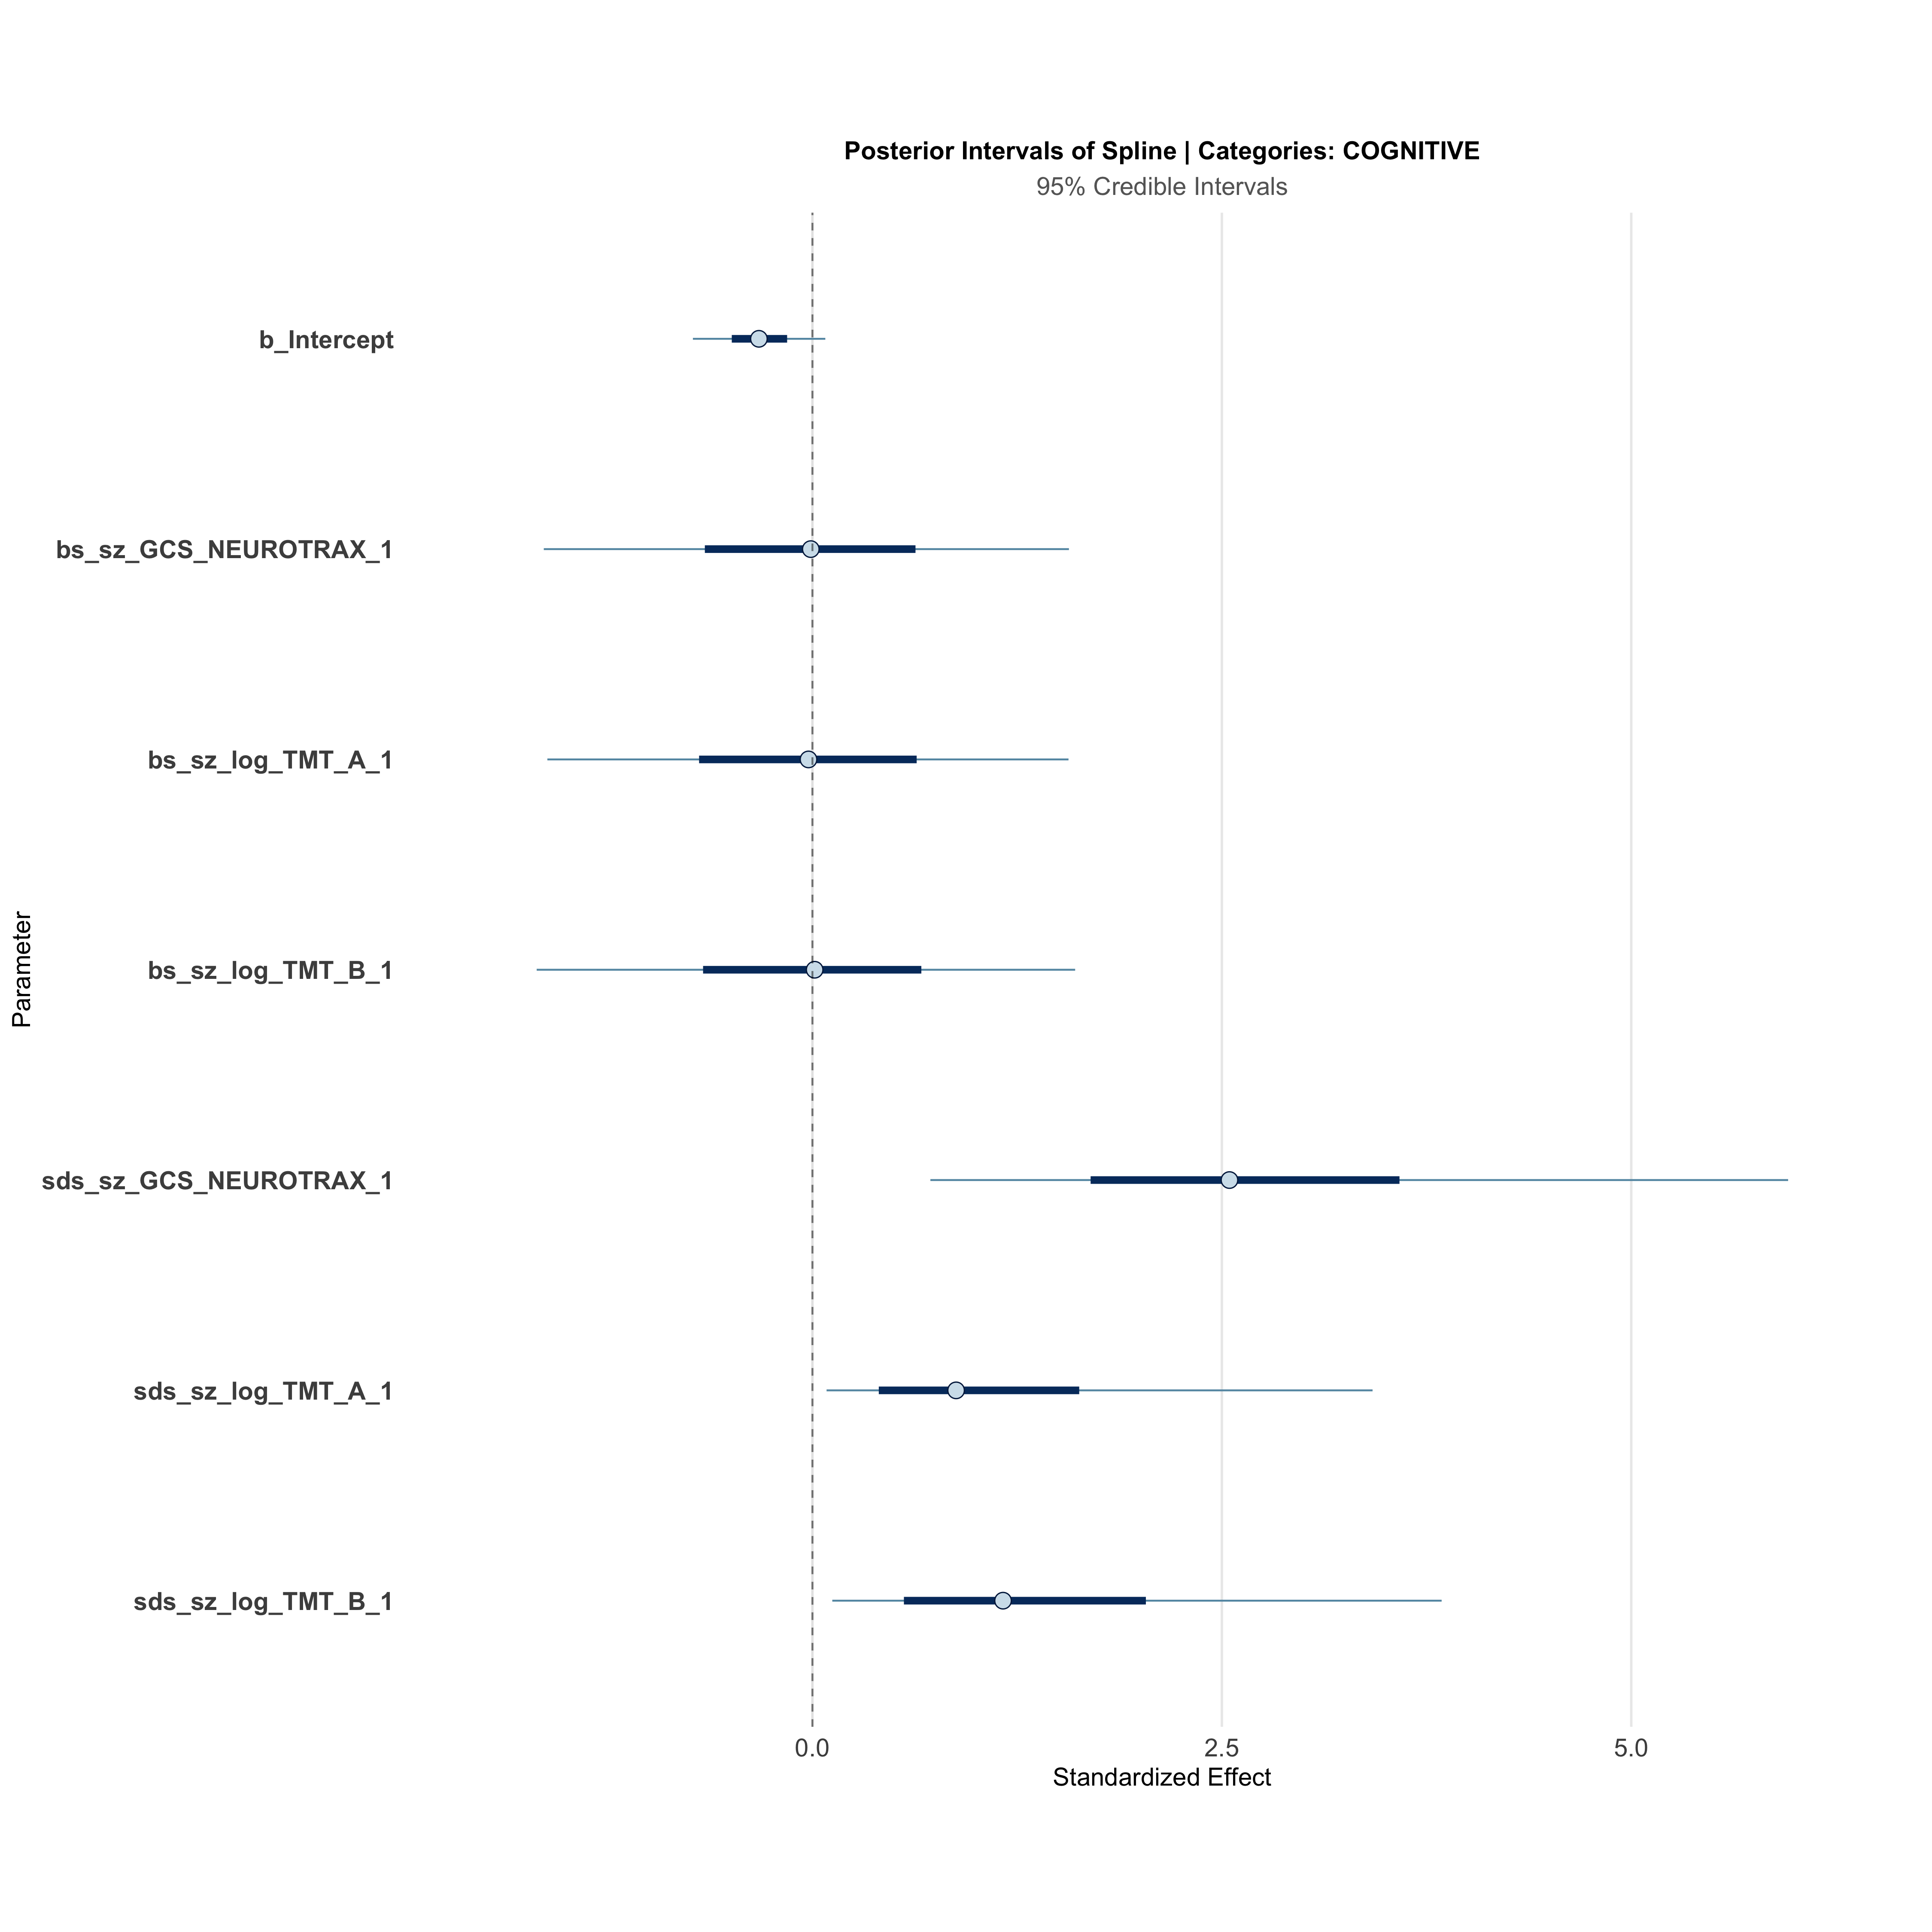 Posterior Intervals of Spline | Categories: COGNITIVE
95% Credible Intervals
Parameter
b_Intercept
bs_sz_GCS_NEUROTRAX_1
bs_sz_log_TMT_A_1
bs_sz_log_TMT_B_1
sds_sz_GCS_NEUROTRAX_1
sds_sz_log_TMT_A_1
sds_sz_log_TMT_B_1
0.0 2.5 5.0
Standardized Effect